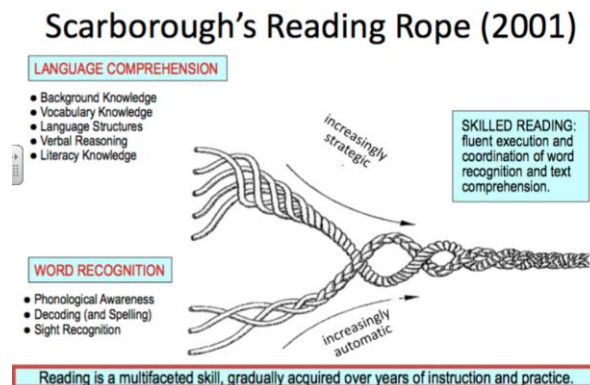 Scarborough's Reading Rope (2001)
LANGUAGE COMPREHENSION
● Background Knowledge
● Vocabulary Knowledge
● Language Structures
● Verbal Reasoning
● Literacy Knowledge
increasingly
strategic
SKILLED READING:
fluent execution and
coordination of word
recognition and text
comprehension.
WORD RECOGNITION
● Phonological Awareness
● Decoding (and Spelling)
● Sight Recognition
increasingly
automatic
Reading is a multifaceted skill, gradually acquired over years of instruction and practice.